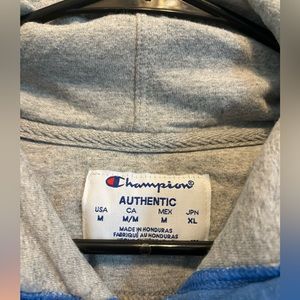 Champion
AUTHENTIC
USA CA MEX JPN
M M/M M XL
MADE IN HONDURAS
FABRIQUÉ AU HONDURAS